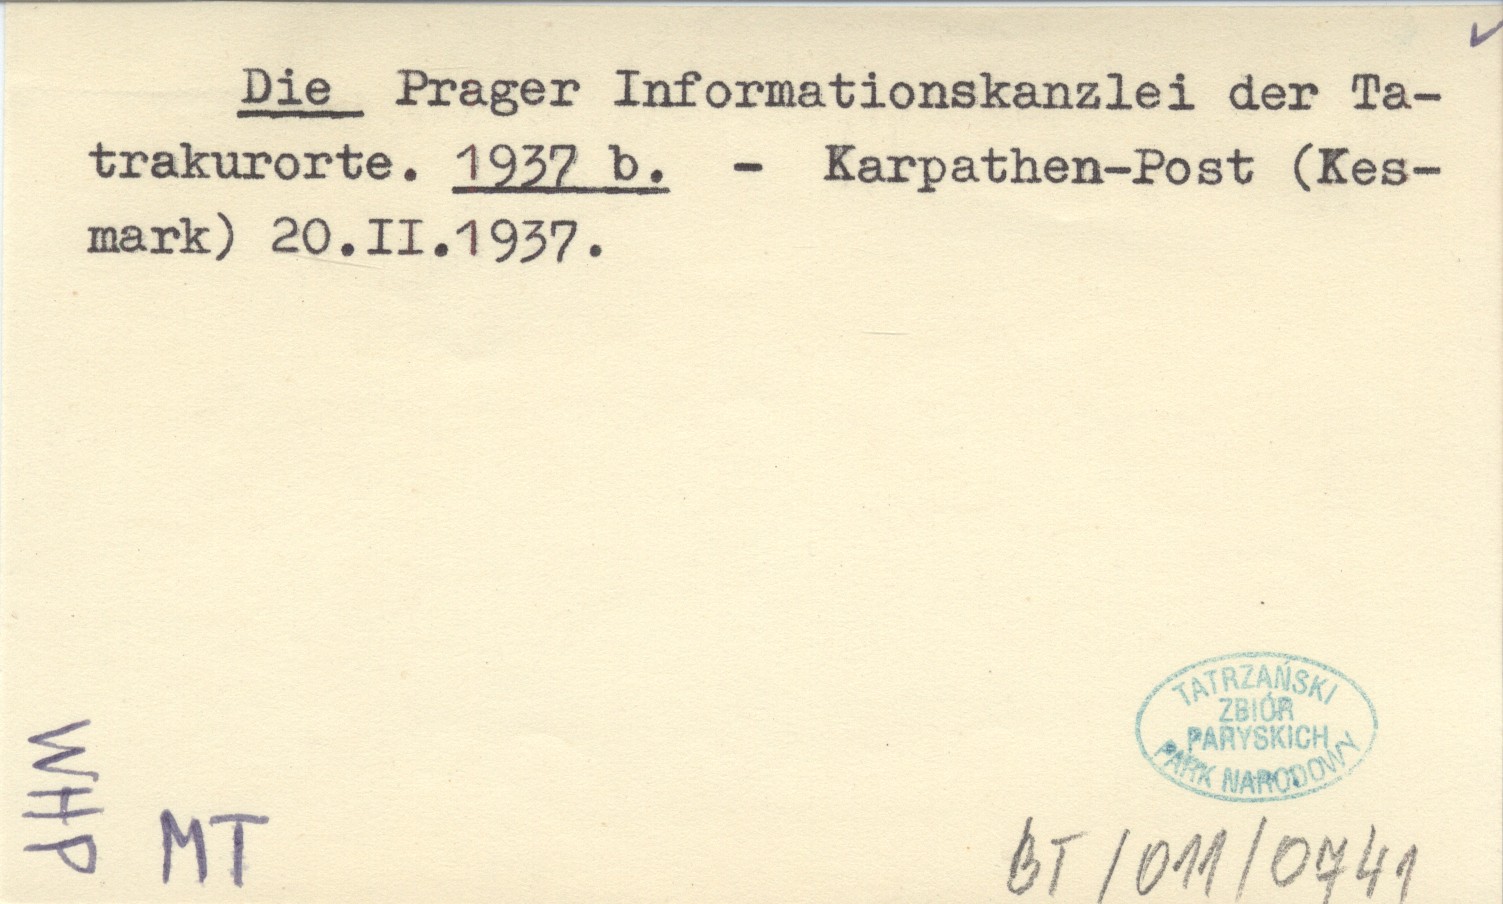 Die Prager Informationskanzlei der Ta-
trakurorte. 1937 b. - Karpathen-Post (Kes-
mark) 20.II.1937.
TATRZAŃSKI
ZBIÓR
PARYSKICH
PARK NARODOWY
WHP
MT
BT/011/0741